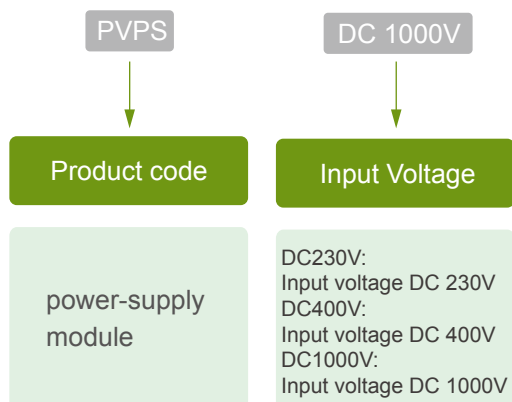 PVPS
DC 1000V
Product code
Input Voltage
power-supply
module
DC230V:
Input voltage DC 230V
DC400V:
Input voltage DC 400V
DC1000V:
Input voltage DC 1000V